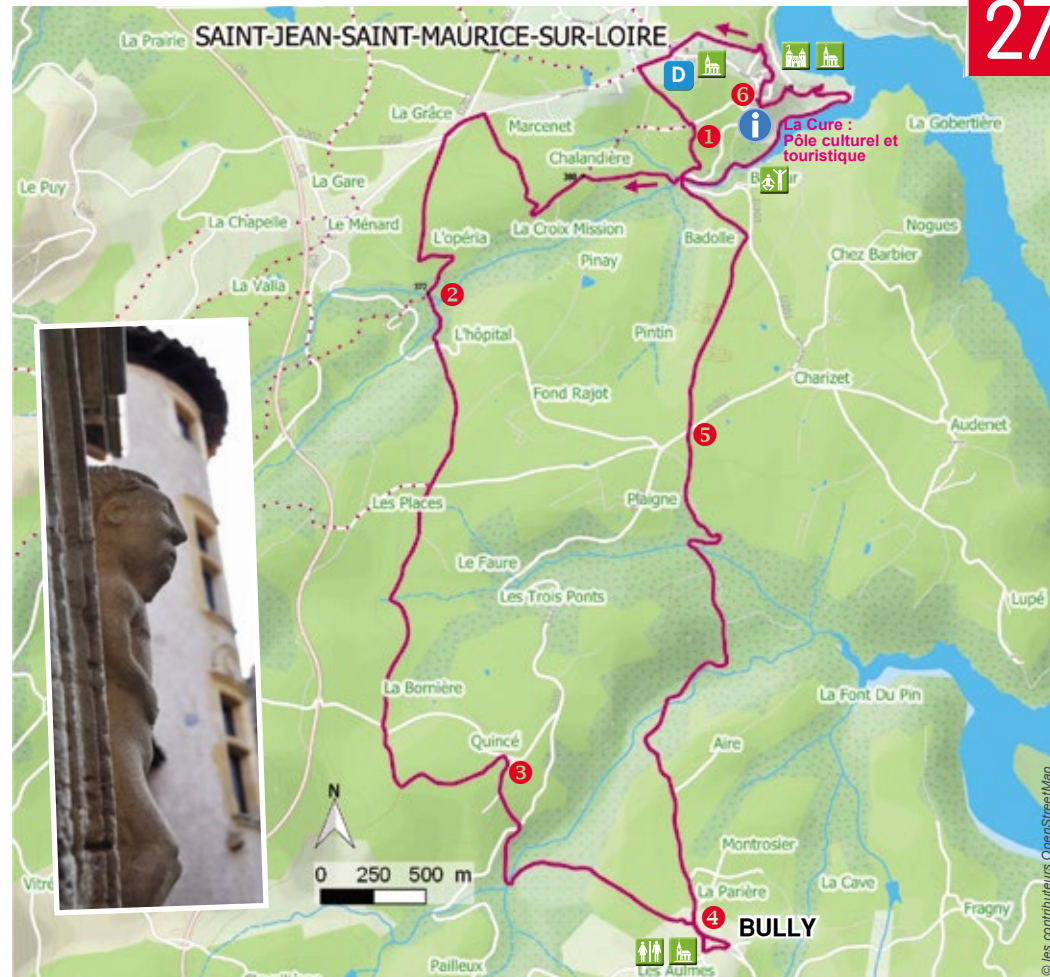 27
La Prairie
SAINT-JEAN-SAINT-MAURICE-SUR-LOIRE
D
6
i
La Grâce
Marcenet
1
La Cure :
Pôle culturel et
touristique
La Gobertière
Chalandière
388
Le Puy
La Gare
La Chapelle
Le Ménard
La Croix Mission
Badolle
Nogues
L'opéria
Pinay
Chez Barbier
La Valla
372
2
L'hôpital
Pintin
Charizet
Fond Rajot
Audenet
5
Les Places
Plaigne
Le Faure
Les Trois Ponts
Lupé
La Bornière
La Font Du Pin
Quincé
Aire
3
N
0 250 500 m
Montrosier
Vitré
La Parière
La Cave
Fragny
4
BULLY
Pailleux
Les Aulmes
© les contributeurs OpenStreetMap